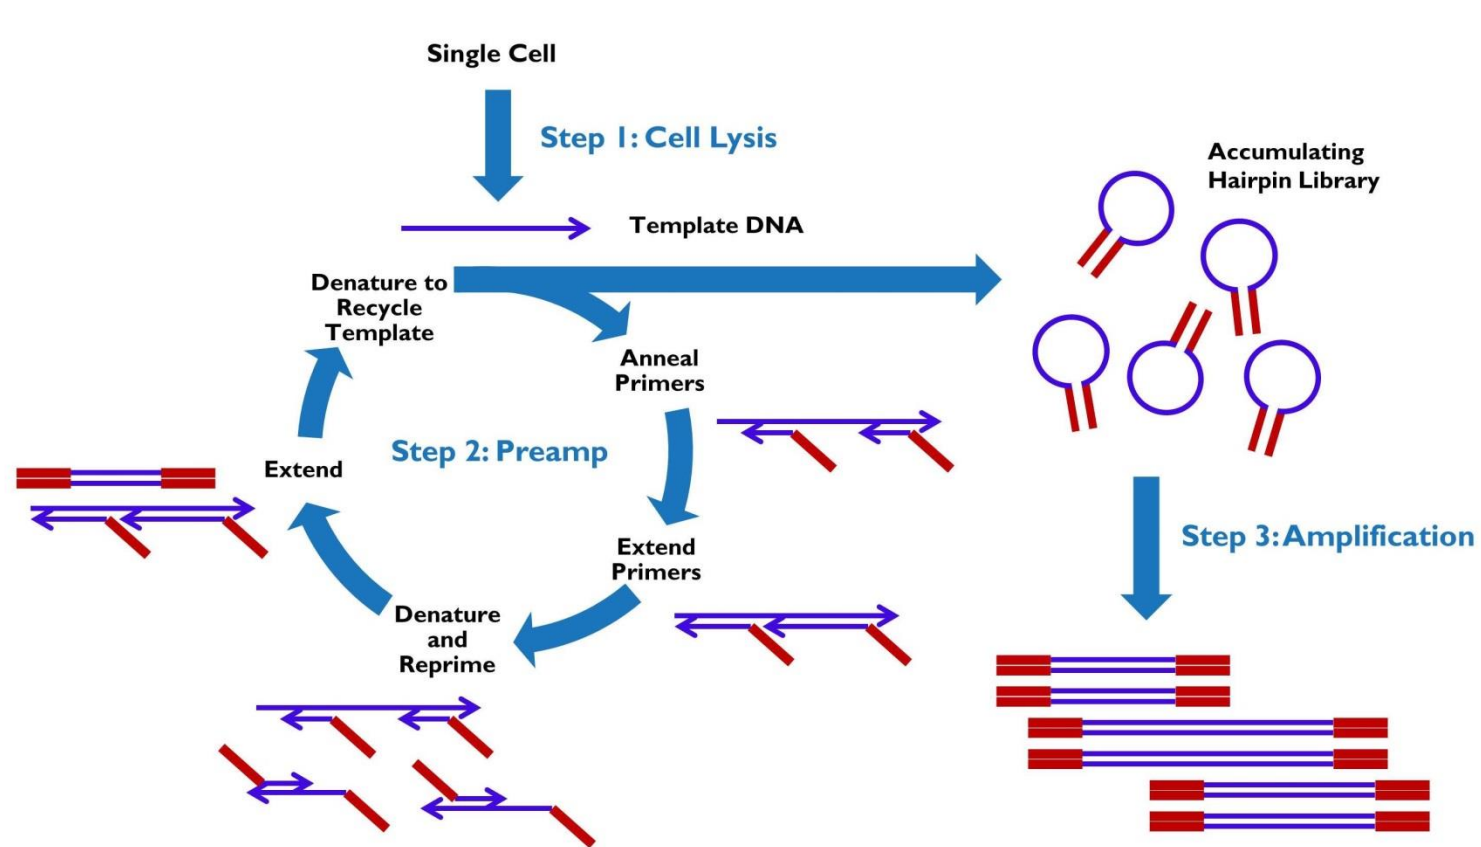 Single Cell
Step 1: Cell Lysis
Template DNA
Accumulating
Hairpin Library
Denature to
Recycle
Template
Anneal
Primers
Step 2: Preamp
Extend
Extend
Primers
Denature
and
Reprime
Step 3: Amplification